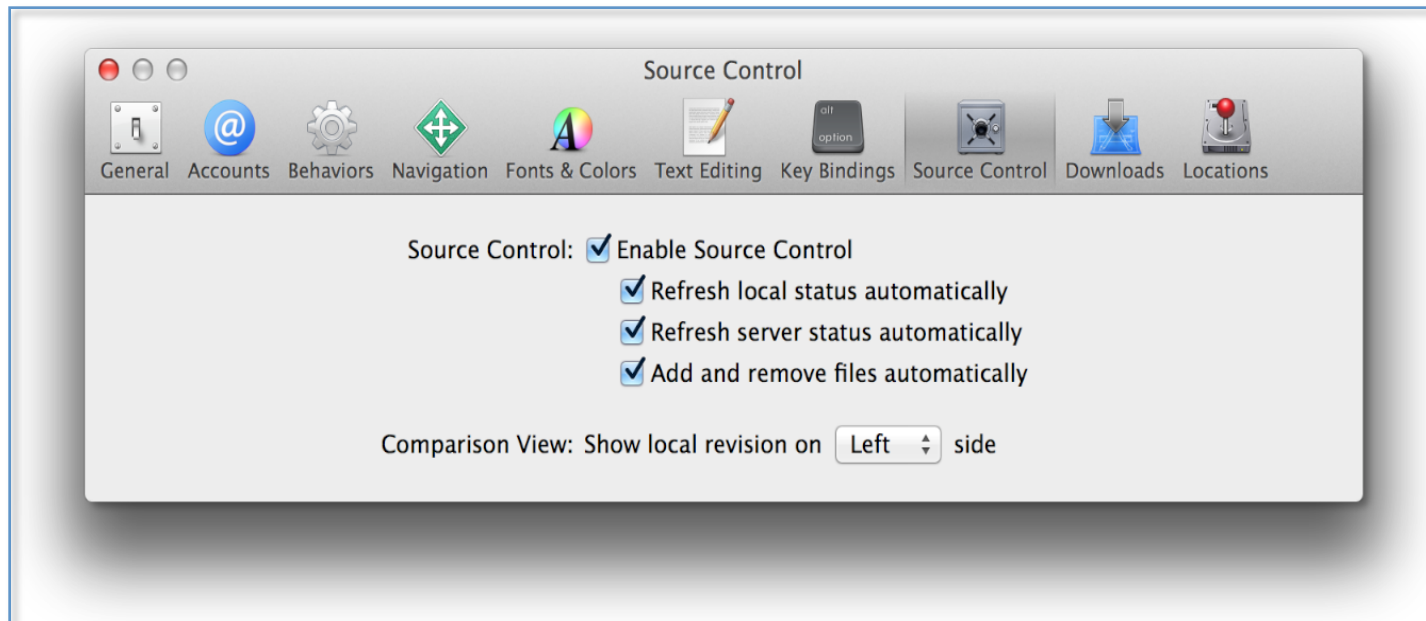 Source Control
alt
option
General Accounts Behaviors Navigation Fonts & Colors Text Editing Key Bindings Source Control Downloads Locations
Source Control: Enable Source Control
Refresh local status automatically
Refresh server status automatically
Add and remove files automatically
Comparison View: Show local revision on Left side